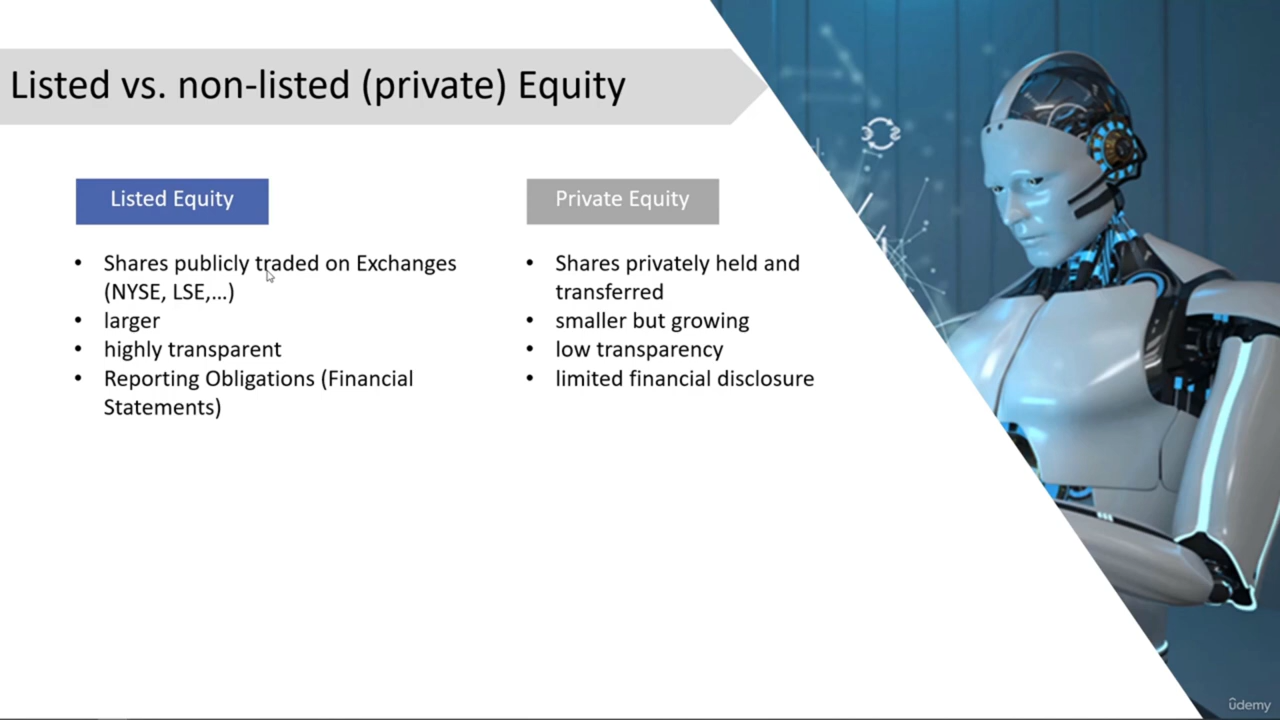 Listed vs. non-listed (private) Equity
Listed Equity
• Shares publicly traded on Exchanges
(NYSE, LSE,...)
• larger
• highly transparent
• Reporting Obligations (Financial
Statements)
Private Equity
• Shares privately held and
transferred
• smaller but growing
• low transparency
• limited financial disclosure
udemy